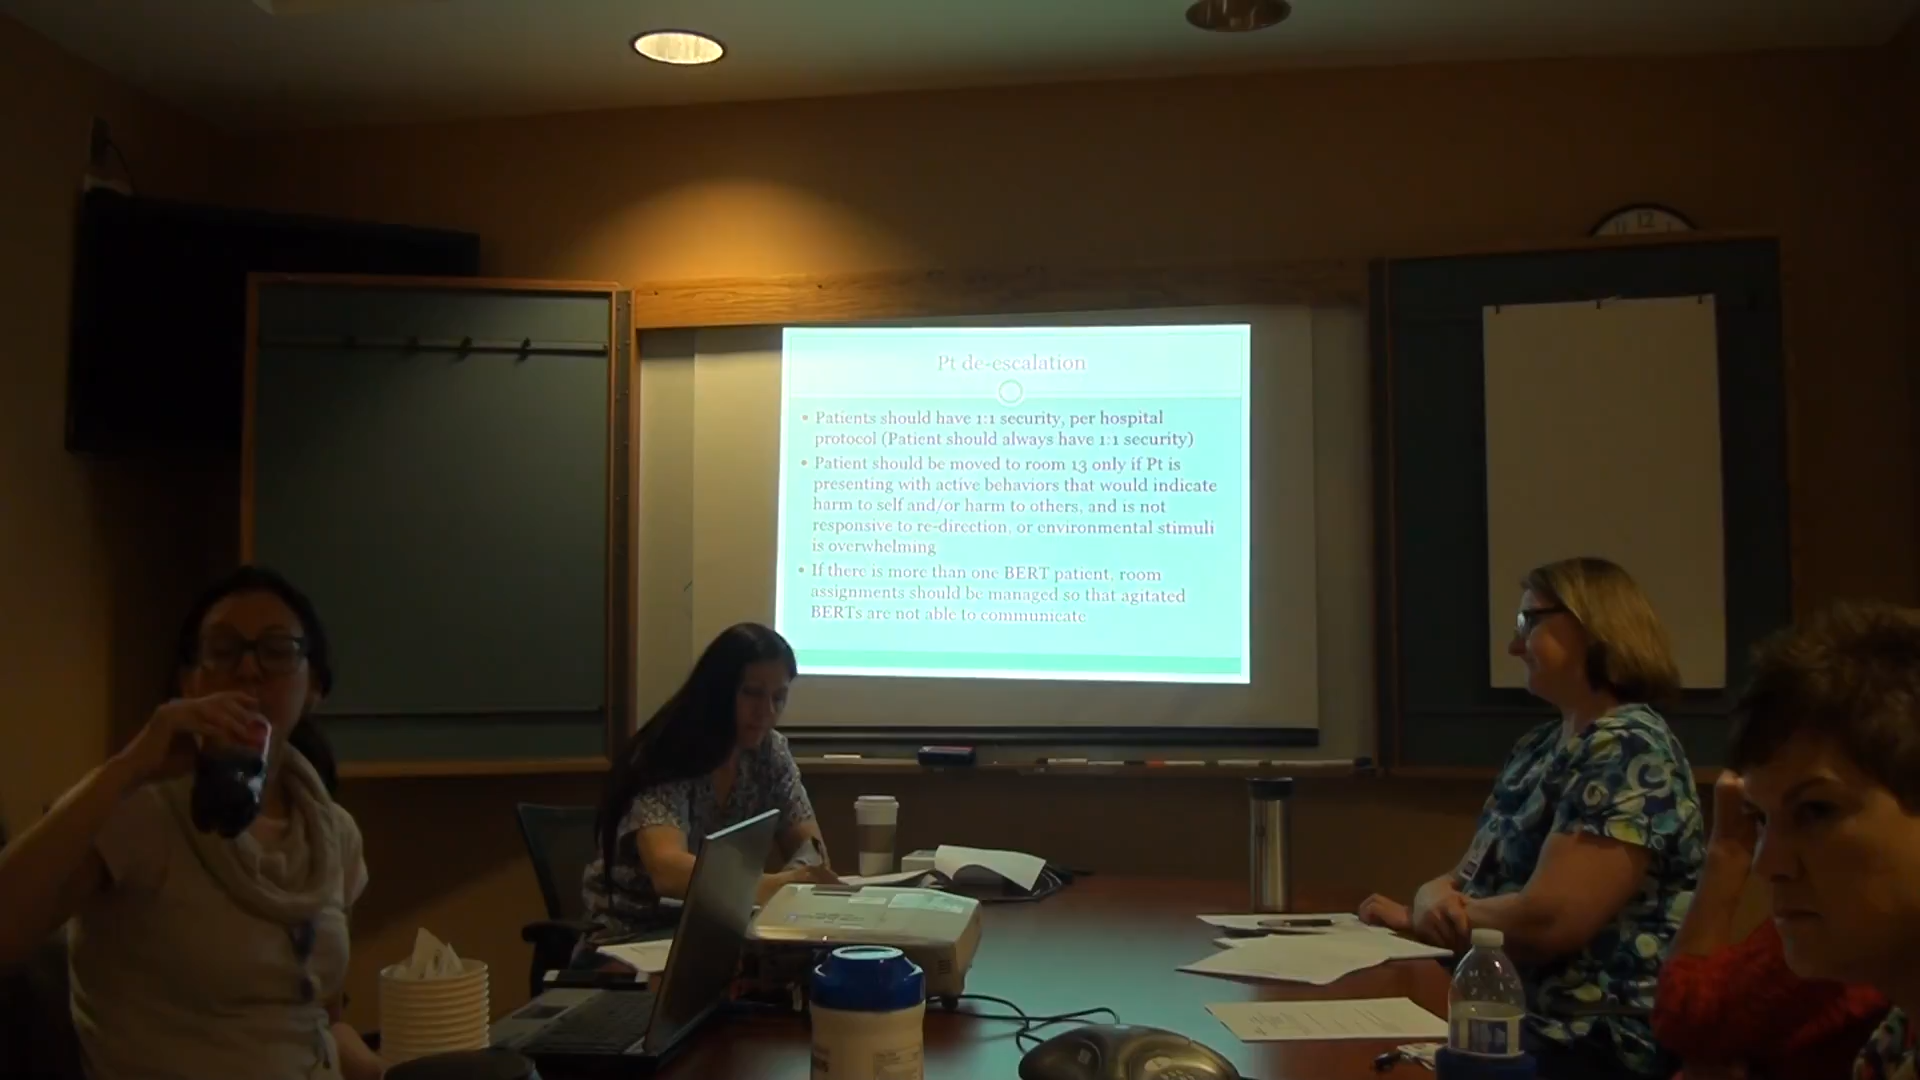 12
Pt de-escalation
• Patients should have 1:1 security, per hospital
protocol (Patient should always have 1:1 security)
• Patient should be moved to room 13 only if Pt is
presenting with active behaviors that would indicate
harm to self and/or harm to others, and is not
responsive to re-direction, or environmental stimuli
is overwhelming
• If there is more than one BERT patient, room
assignments should be managed so that agitated
BERTs are not able to communicate